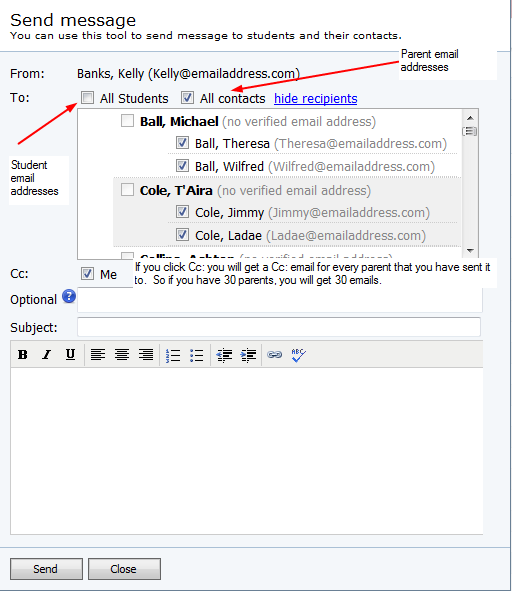 Send message
You can use this tool to send message to students and their contacts.
Parent email
addresses
From: Banks, Kelly (Kelly@emailaddress.com)
To: All Students All contacts hide recipients
Student
email
addresses
Ball, Michael (no verified email address)
Ball, Theresa (Theresa@emailaddress.com)
Ball, Wilfred (Wilfred@emailaddress.com)
Cole, T'Aira (no verified email address)
Cole, Jimmy (Jimmy@emailaddress.com)
Cole, Ladae (Ladae@emailaddress.com)
Cc: Me
If you click Cc: you will get a Cc: email for every parent that you have sent it
to. So if you have 30 parents, you will get 30 emails.
Optional ?
Subject:
B I U ABC
Send Close